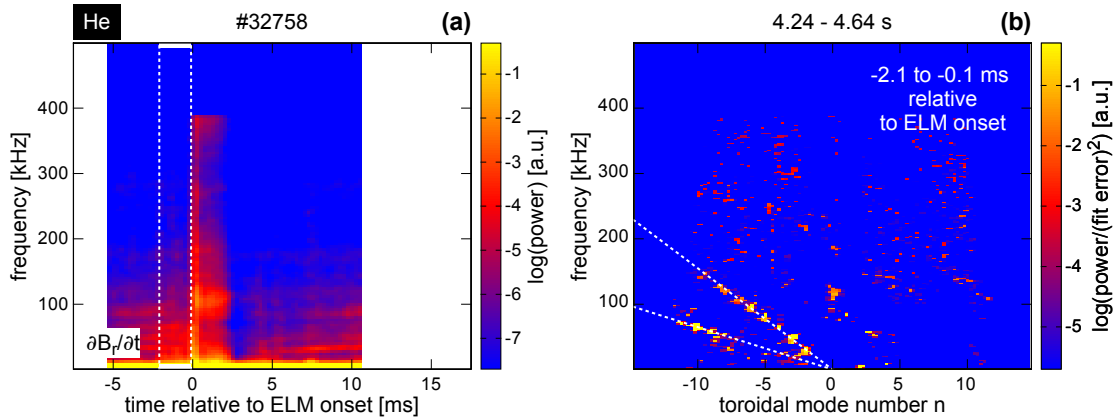 He
#32758
(a)
4.24 - 4.64 s
(b)
frequency [kHz]
400
300
200
100
∂Bᵣ/∂t
-5
0
5
10
15
time relative to ELM onset [ms]
-1
-2
-3
-4
-5
-6
-7
log(power) [a.u.]
frequency [kHz]
400
300
200
100
-2.1 to -0.1 ms
relative
to ELM onset
-10
-5
0
5
10
toroidal mode number n
-1
-2
-3
-4
-5
log(power/(fit error)²) [a.u.]